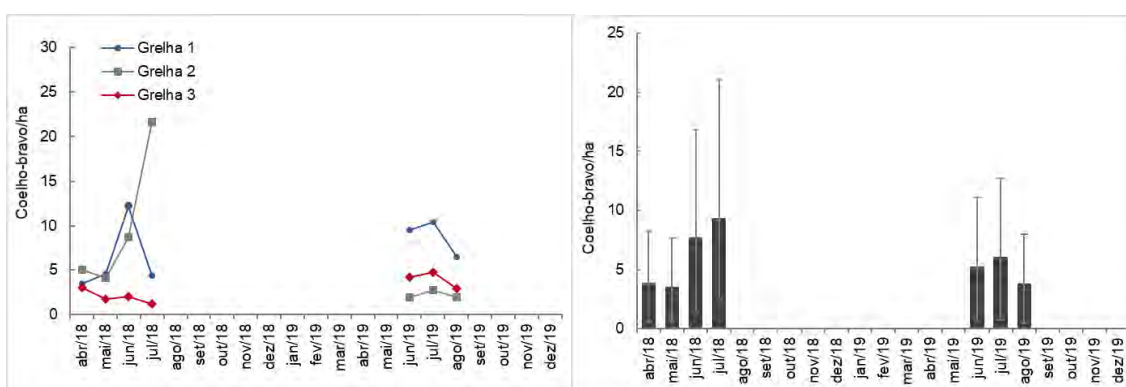 Coelho-bravo/ha
30
25
20
15
10
5
0
Grelha 1
Grelha 2
Grelha 3
abr/18
mai/18
jun/18
jul/18
ago/18
set/18
out/18
nov/18
dez/18
jan/19
fev/19
mar/19
abr/19
mai/19
jun/19
jul/19
ago/19
set/19
out/19
nov/19
dez/19
Coelho-bravo/ha
25
20
15
10
5
0
abr/18
mai/18
jun/18
jul/18
ago/18
set/18
out/18
nov/18
dez/18
jan/19
fev/19
mar/19
abr/19
mai/19
jun/19
jul/19
ago/19
set/19
out/19
nov/19
dez/19